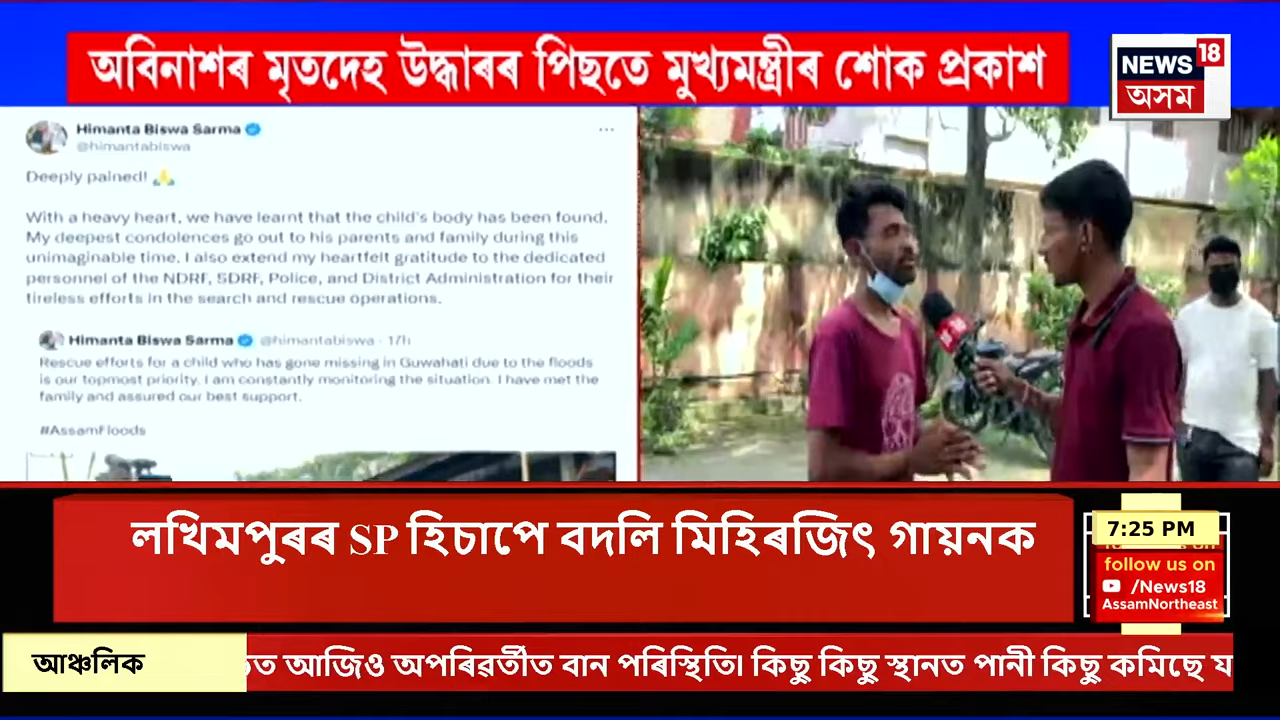 অবিনাশৰ মৃতদেহ উদ্ধাৰৰ পিছতে মুখ্যমন্ত্ৰীৰ শোক প্ৰকাশ
NEWS 18
অসম
Himanta Biswa Sarma
@himantabiswa
Deeply pained! 🙏
With a heavy heart, we have learnt that the child's body has been found.
My deepest condolences go out to his parents and family during this
unimaginable time. I also extend my heartfelt gratitude to the dedicated
personnel of the NDRF, SDRF, Police, and District Administration for their
tireless efforts in the search and rescue operations.
Himanta Biswa Sarma @himantabiswa · 17h
Rescue efforts for a child who has gone missing in Guwahati due to the floods
is our topmost priority. I am constantly monitoring the situation. I have met the
family and assured our best support.
#AssamFloods
18
লখিমপুৰৰ SP হিচাপে বদলি মিহিৰজিৎ গায়নক
7:25 PM
follow us on
/News18
AssamNortheast
আঞ্চলিক
আজিও অপৰিৱৰ্তীত বান পৰিস্থিতি। কিছু কিছু স্থানত পানী কিছু কমিছে য